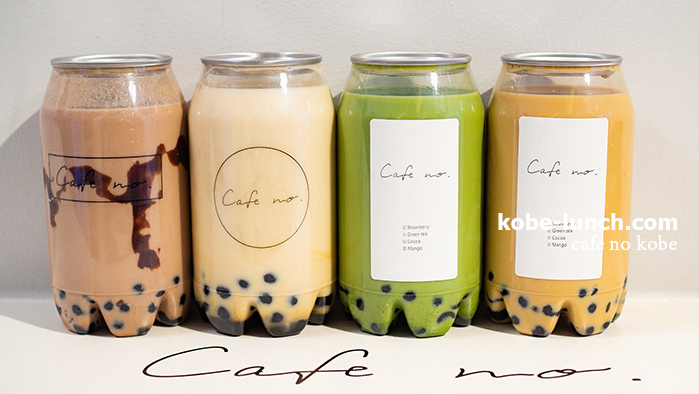 Cafe no.
Cafe no.
Cafe no.
Strawberry
Green tea
Cocoa
Mango
Cafe no.
Green tea
Cocoa
Mango
kobe-lunch.com
cafe no kobe
Cafe no.